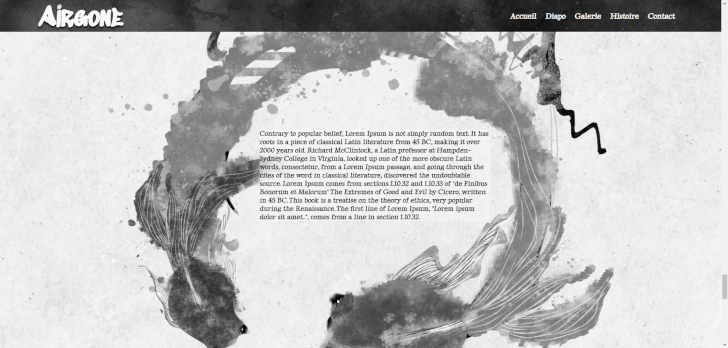 AIRGONE
Accueil Diapo Galerie Histoire Contact
Contrary to popular belief, Lorem Ipsum is not simply random text. It has
roots in a piece of classical Latin literature from 45 BC, making it over
2000 years old. Richard McClintock, a Latin professor at Hampden-
Sydney College in Virginia, looked up one of the more obscure Latin
words, consectetur, from a Lorem Ipsum passage, and going through the
cites of the word in classical literature, discovered the undoubtable
source. Lorem Ipsum comes from sections 1.10.32 and 1.10.33 of "de Finibus
Bonorum et Malorum" The Extremes of Good and Evil by Cicero, written
in 45 BC. This book is a treatise on the theory of ethics, very popular
during the Renaissance. The first line of Lorem Ipsum, "Lorem ipsum
dolor sit amet..", comes from a line in section 1.10.32.